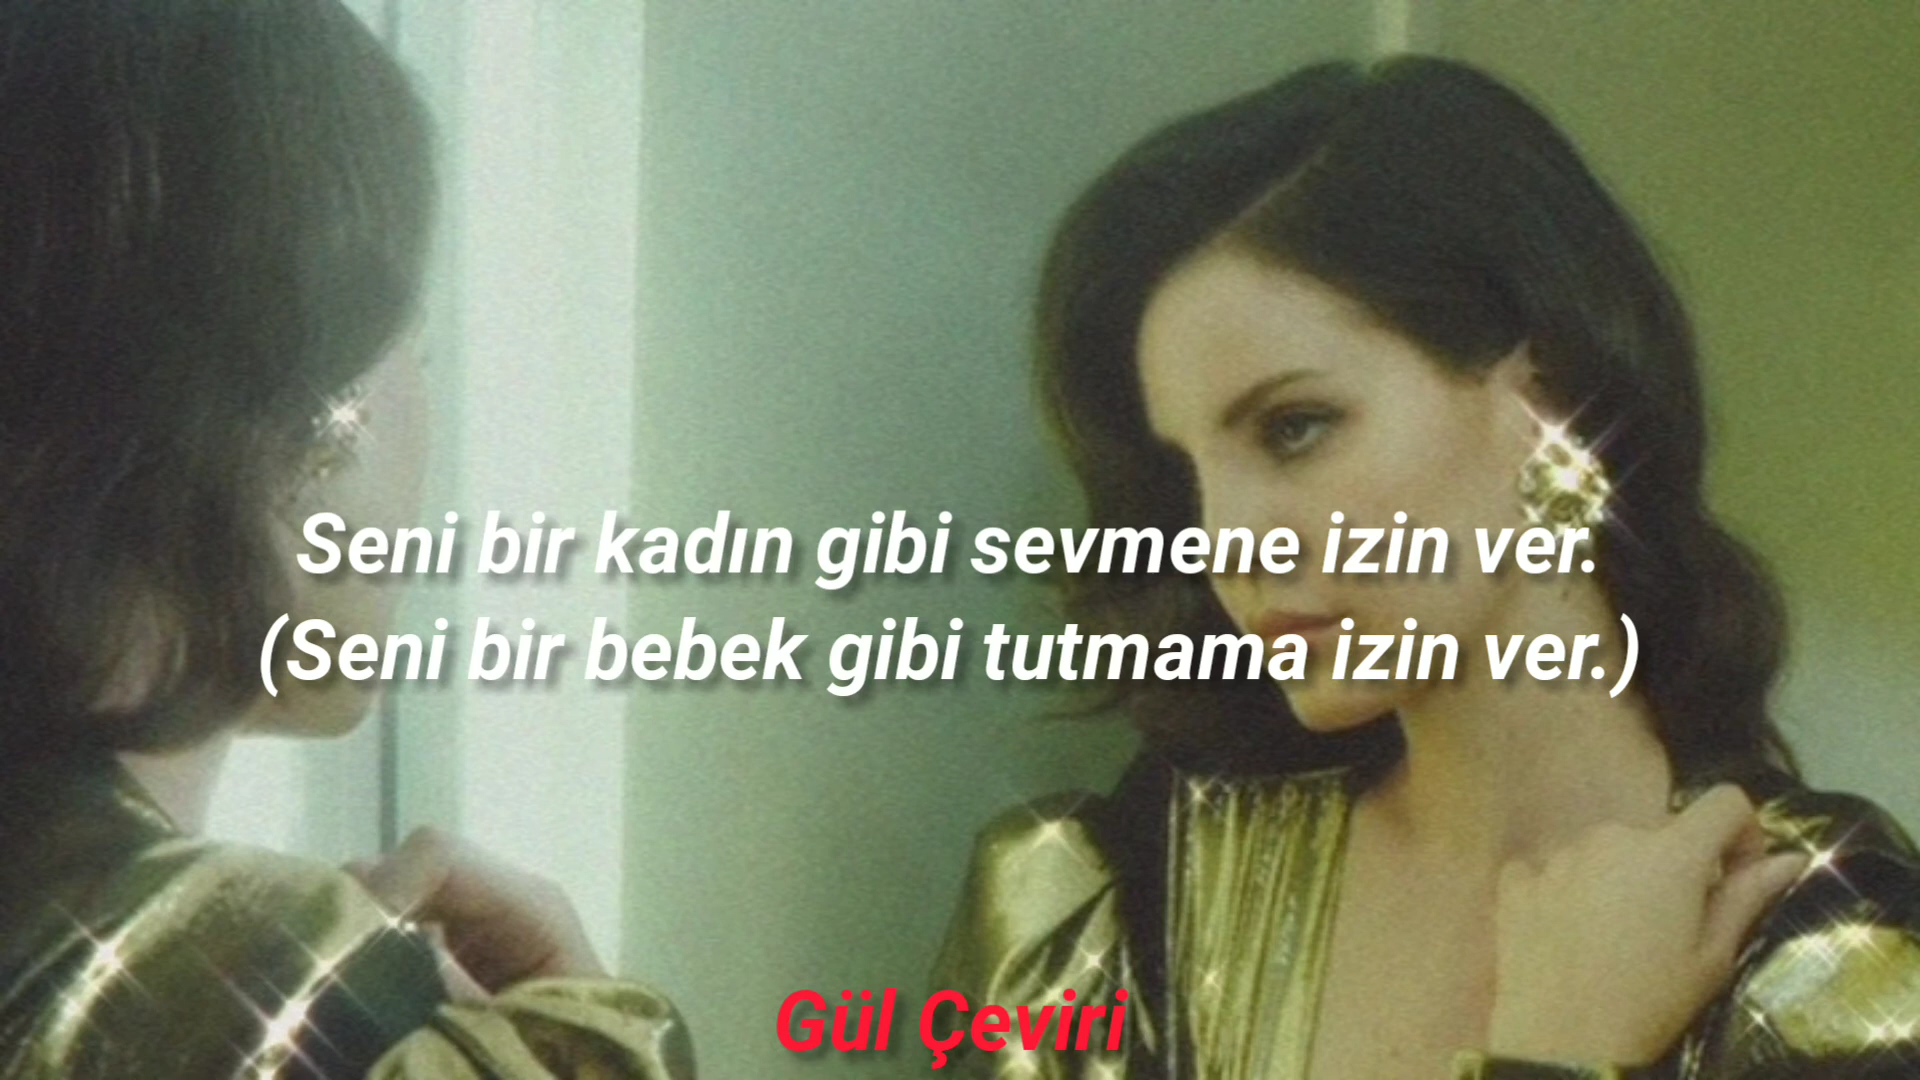 Seni bir kadın gibi sevmene izin ver.
(Seni bir bebek gibi tutmama izin ver.)
Gül Çeviri